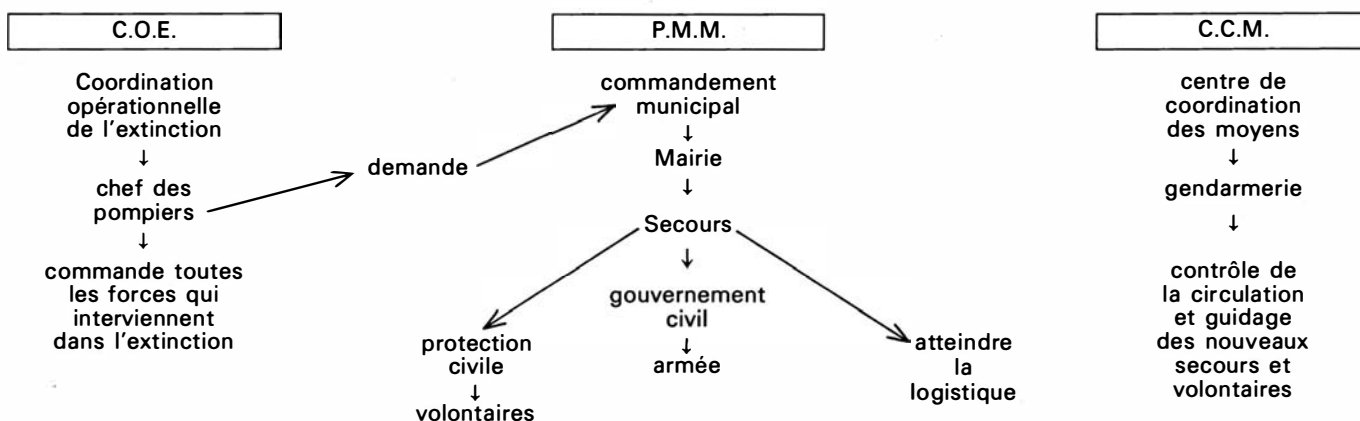 C.O.E.
Coordination
opérationnelle
de l'extinction
↓
chef des
pompiers
↓
commande toutes
les forces qui
interviennent
dans l'extinction
demande
P.M.M.
commandement
municipal
↓
Mairie
↓
Secours
↓
gouvernement
civil
↓
armée
protection
civile
↓
volontaires
atteindre
la
logistique
C.C.M.
centre de
coordination
des moyens
↓
gendarmerie
↓
contrôle de
la circulation
et guidage
des nouveaux
secours et
volontaires